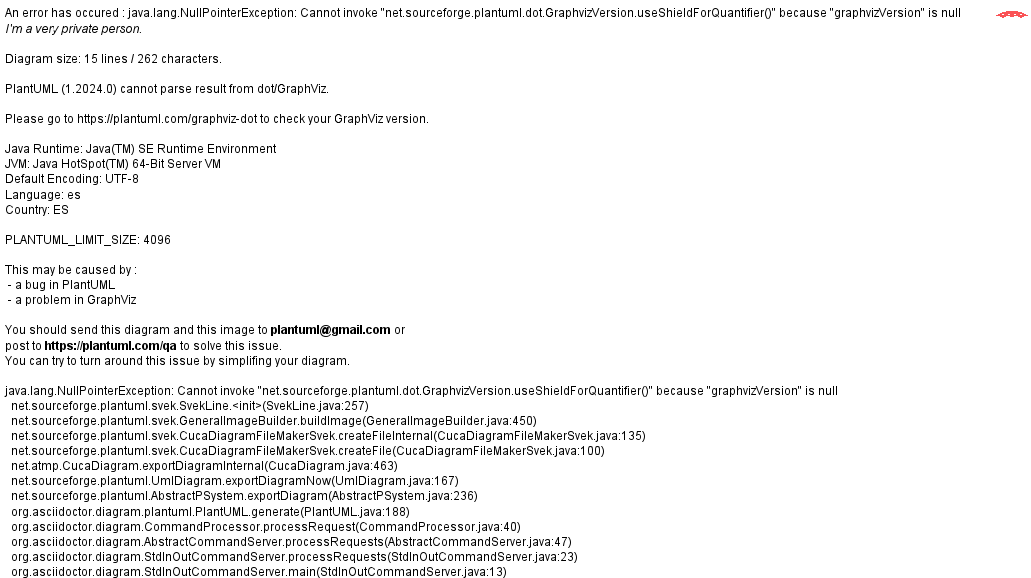 An error has occured : java.lang.NullPointerException: Cannot invoke "net.sourceforge.plantuml.dot.GraphvizVersion.useShieldForQuantifier()" because "graphvizVersion" is null
I'm a very private person.
Diagram size: 15 lines / 262 characters.
PlantUML (1.2024.0) cannot parse result from dot/GraphViz.
Please go to https://plantuml.com/graphviz-dot to check your GraphViz version.
Java Runtime: Java(TM) SE Runtime Environment
JVM: Java HotSpot(TM) 64-Bit Server VM
Default Encoding: UTF-8
Language: es
Country: ES
PLANTUML_LIMIT_SIZE: 4096
This may be caused by :
- a bug in PlantUML
- a problem in GraphViz
You should send this diagram and this image to plantuml@gmail.com or
post to https://plantuml.com/qa to solve this issue.
You can try to turn around this issue by simplifing your diagram.
java.lang.NullPointerException: Cannot invoke "net.sourceforge.plantuml.dot.GraphvizVersion.useShieldForQuantifier()" because "graphvizVersion" is null
net.sourceforge.plantuml.svek.SvekLine.<init>(SvekLine.java:257)
net.sourceforge.plantuml.svek.GeneralImageBuilder.buildImage(GeneralImageBuilder.java:450)
net.sourceforge.plantuml.svek.CucaDiagramFileMakerSvek.createFileInternal(CucaDiagramFileMakerSvek.java:135)
net.sourceforge.plantuml.svek.CucaDiagramFileMakerSvek.createFile(CucaDiagramFileMakerSvek.java:100)
net.atmp.CucaDiagram.exportDiagramInternal(CucaDiagram.java:463)
net.sourceforge.plantuml.UmlDiagram.exportDiagramNow(UmlDiagram.java:167)
net.sourceforge.plantuml.AbstractPSystem.exportDiagram(AbstractPSystem.java:236)
org.asciidoctor.diagram.plantuml.PlantUML.generate(PlantUML.java:188)
org.asciidoctor.diagram.CommandProcessor.processRequest(CommandProcessor.java:40)
org.asciidoctor.diagram.AbstractCommandServer.processRequests(AbstractCommandServer.java:47)
org.asciidoctor.diagram.StdInOutCommandServer.processRequests(StdInOutCommandServer.java:23)
org.asciidoctor.diagram.StdInOutCommandServer.main(StdInOutCommandServer.java:13)